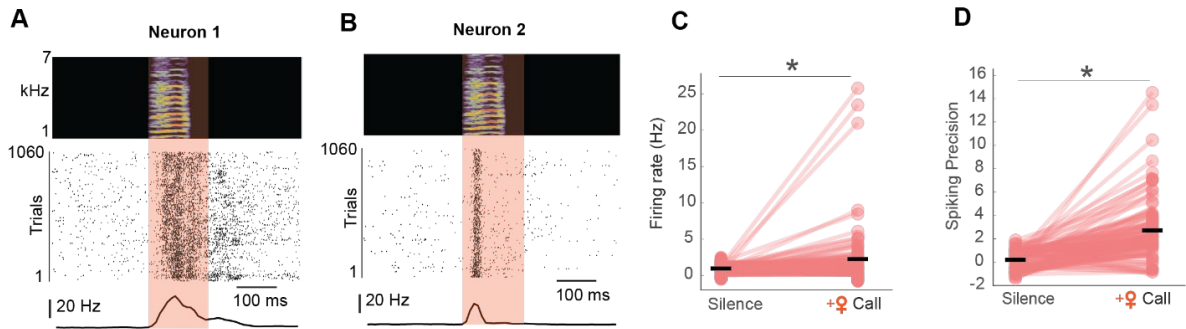 A
Neuron 1
7
kHz
1
1060
Trials
1
100 ms
20 Hz
B
Neuron 2
1060
Trials
1
100 ms
20 Hz
C
*
Firing rate (Hz)
25
20
15
10
5
0
Silence
+♀ Call
D
*
Spiking Precision
16
14
12
10
8
6
4
2
0
-2
Silence
+♀ Call